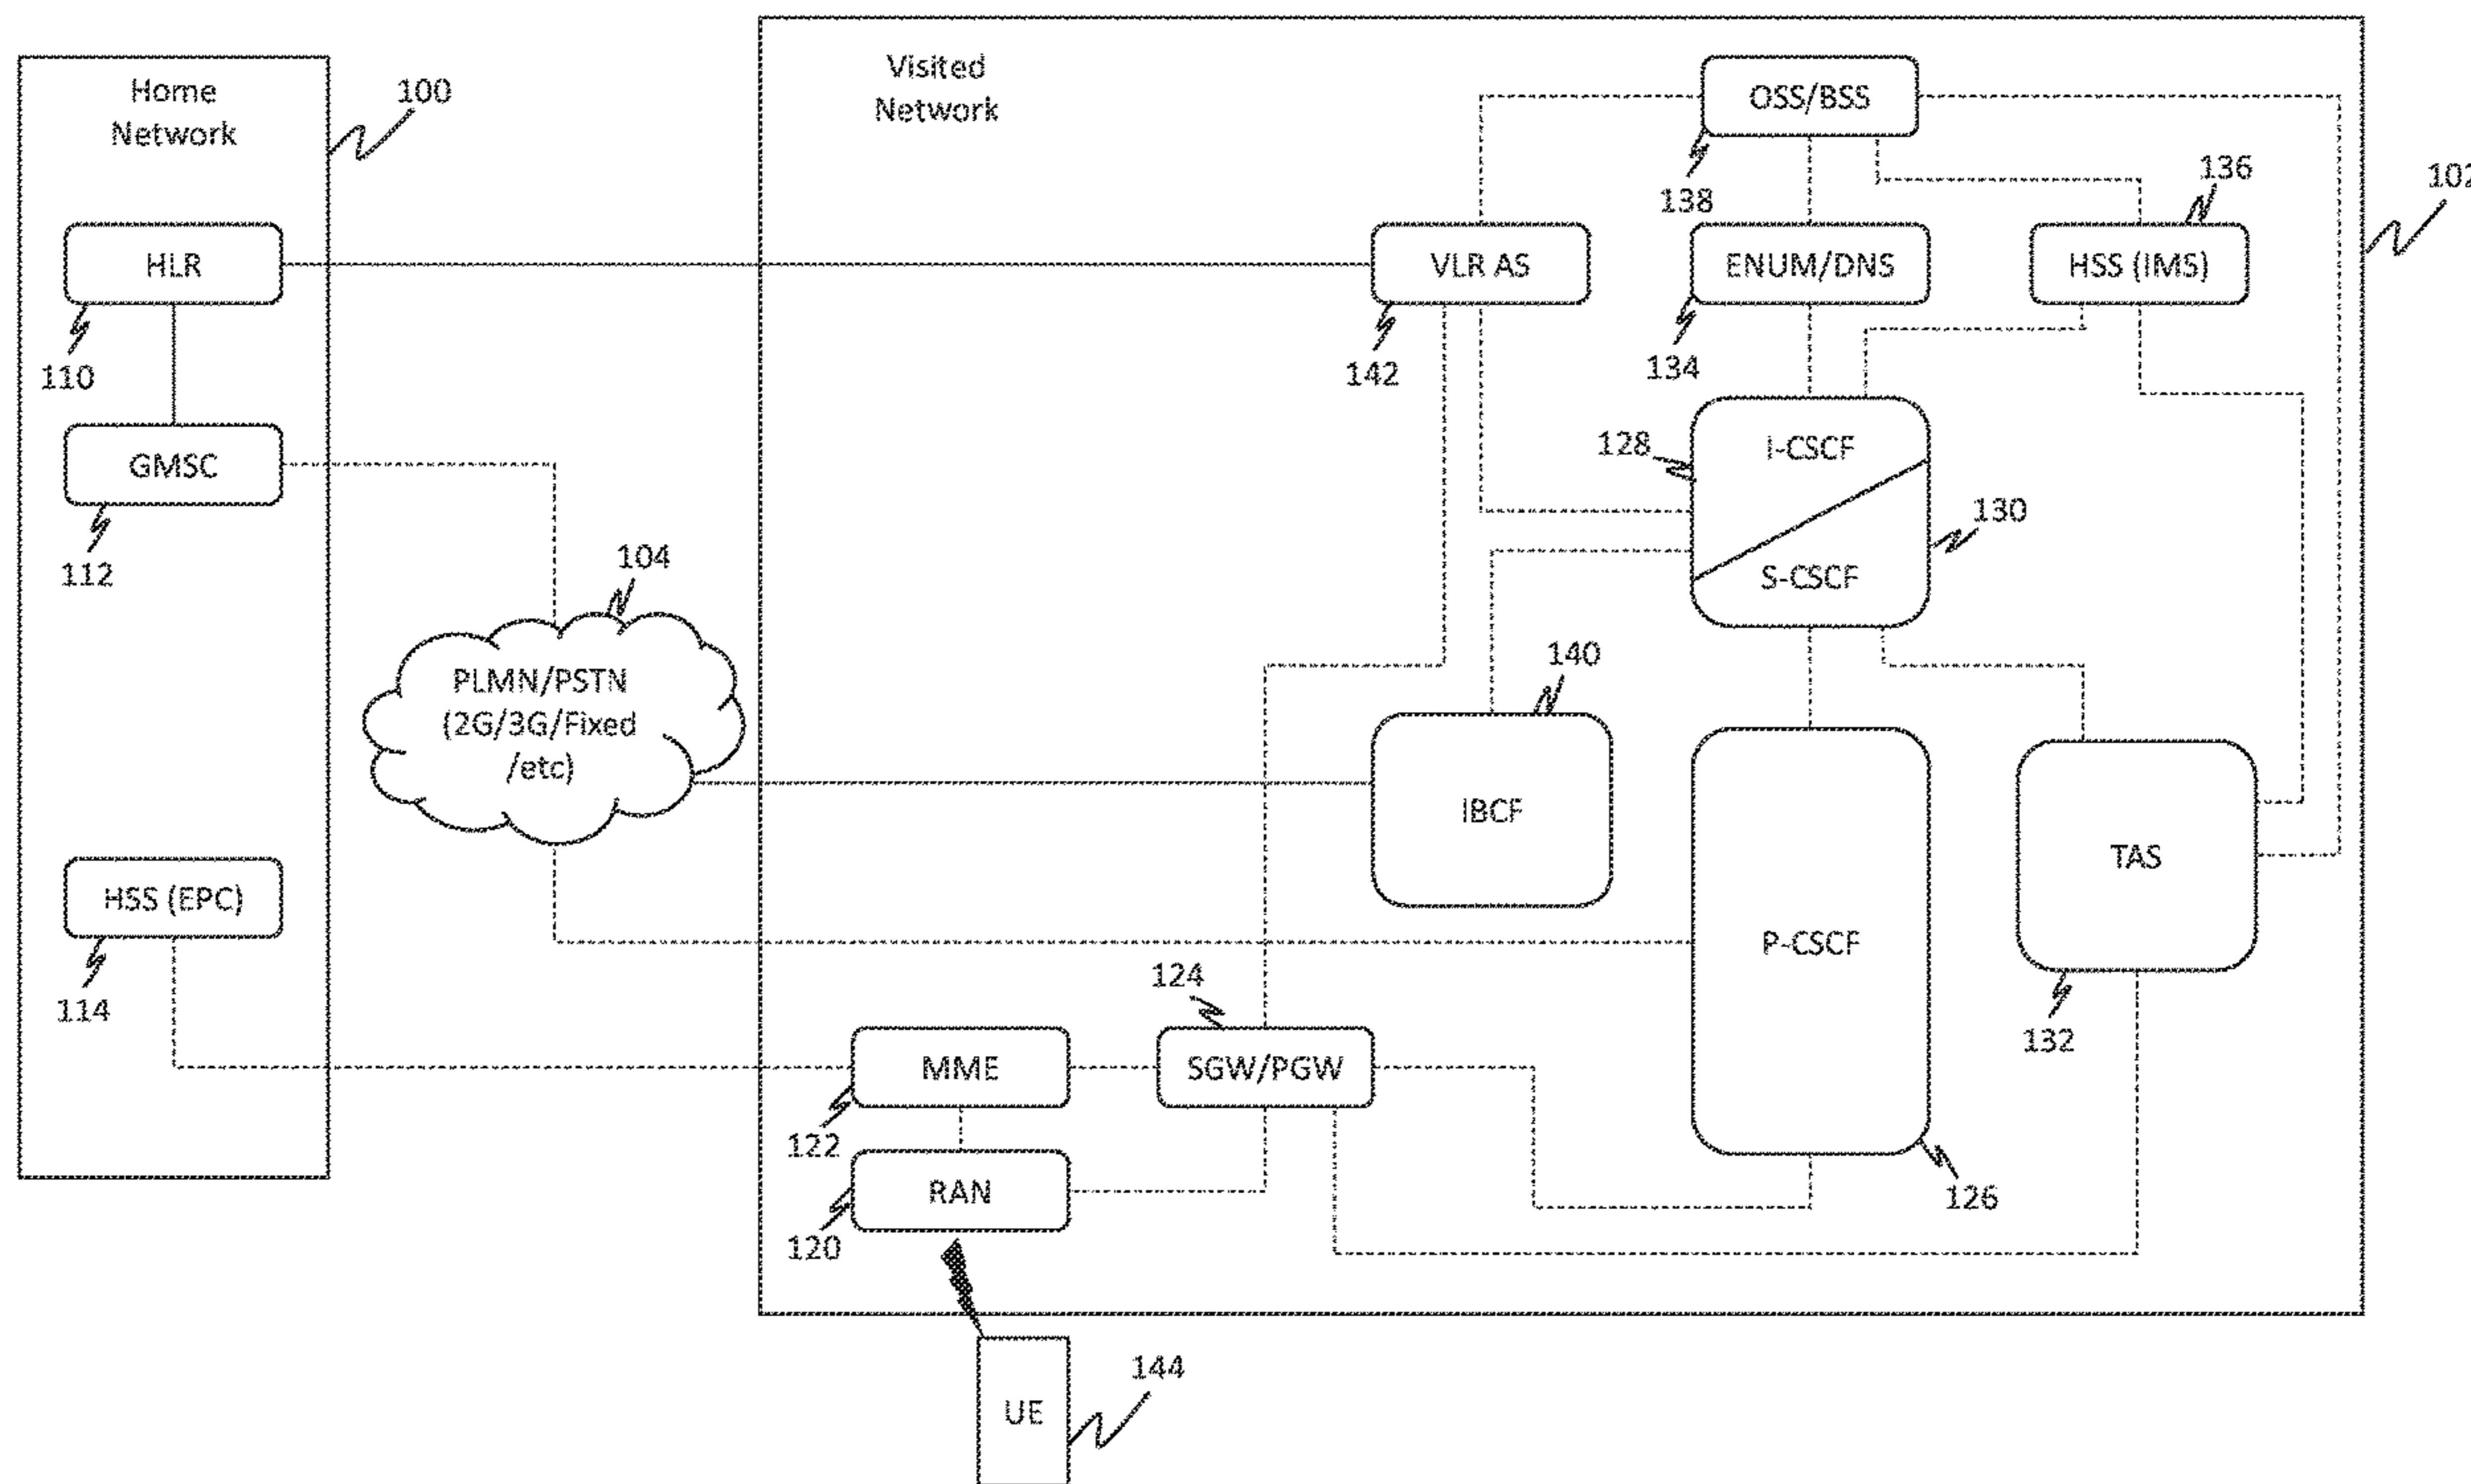 Home
Network
100
HLR
110
GMSC
112
HSS (EPC)
114
104
PLMN/PSTN
(2G/3G/Fixed
/etc)
Visited
Network
102
OSS/BSS
138
136
VLR AS
142
ENUM/DNS
134
HSS (IMS)
128
I-CSCF
S-CSCF
130
140
IBCF
P-CSCF
126
TAS
132
124
MME
122
SGW/PGW
RAN
120
UE
144